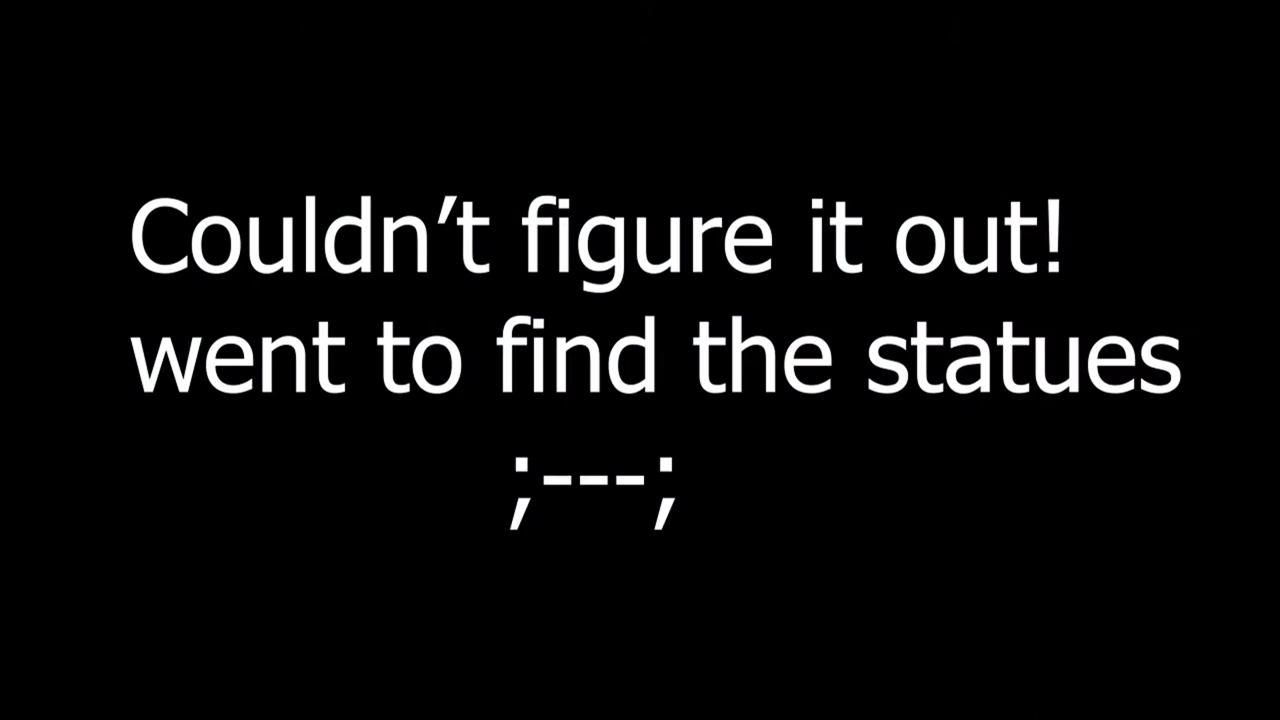 Couldn’t figure it out!
went to find the statues
;---;